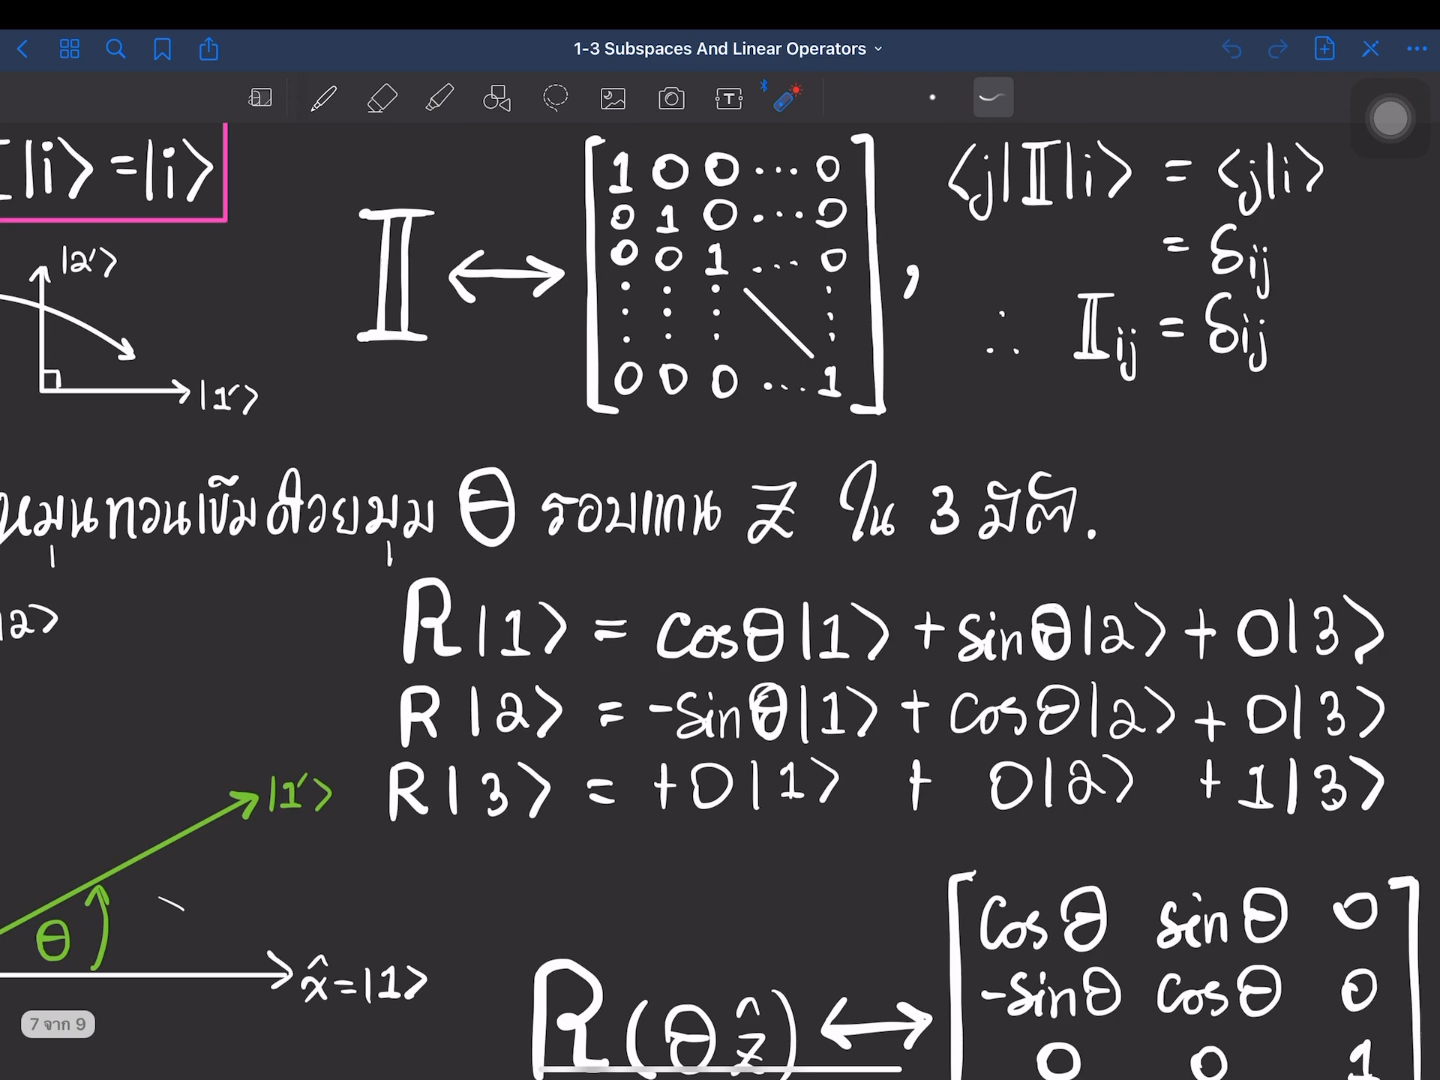 1-3 Subspaces And Linear Operators
T
|i⟩ = |i⟩
|2'⟩
|1'⟩
𝕀 ↔ [
1 0 0 ... 0
0 1 0 ... 0
0 0 1 ... 0
: : : :
0 0 0 ... 1
] ,
⟨j|𝕀|i⟩ = ⟨j|i⟩
= δij
∴ 𝕀ij = δij
หมุนทวนเข็มด้วยมุม θ รอบแกน z ใน 3 มิติ.
|2⟩
R|1⟩ = cosθ|1⟩ + sinθ|2⟩ + 0|3⟩
R|2⟩ = -sinθ|1⟩ + cosθ|2⟩ + 0|3⟩
R|3⟩ = +0|1⟩ + 0|2⟩ + 1|3⟩
|1'⟩
θ
x̂=|1⟩
R(θẑ) ↔ [
cosθ sinθ 0
-sinθ cosθ 0
0 0 1
]
7 จาก 9